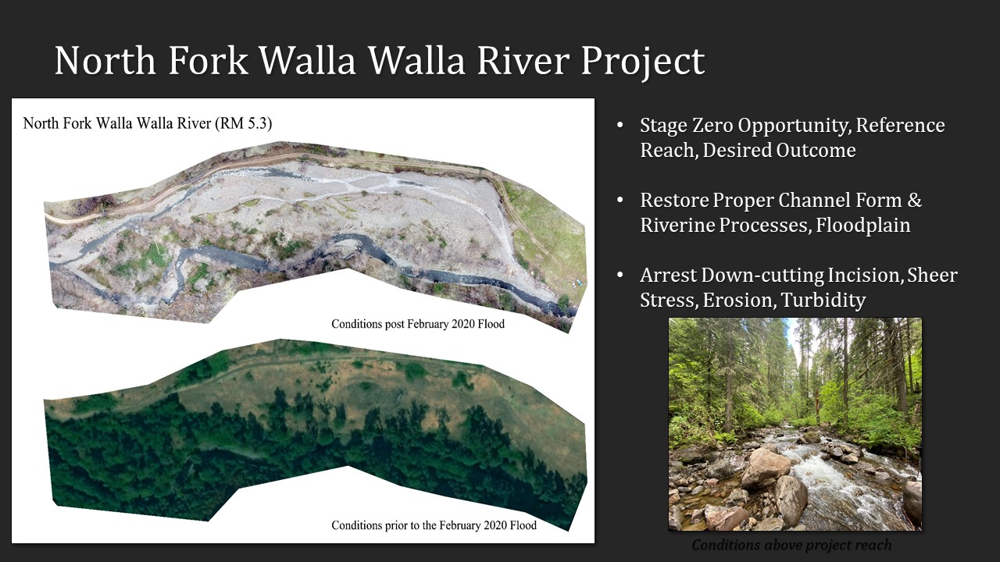 North Fork Walla Walla River Project
North Fork Walla Walla River (RM 5.3)
Conditions post February 2020 Flood
Conditions prior to the February 2020 Flood
• Stage Zero Opportunity, Reference
Reach, Desired Outcome
• Restore Proper Channel Form &
Riverine Processes, Floodplain
• Arrest Down-cutting Incision, Sheer
Stress, Erosion, Turbidity
Conditions above project reach